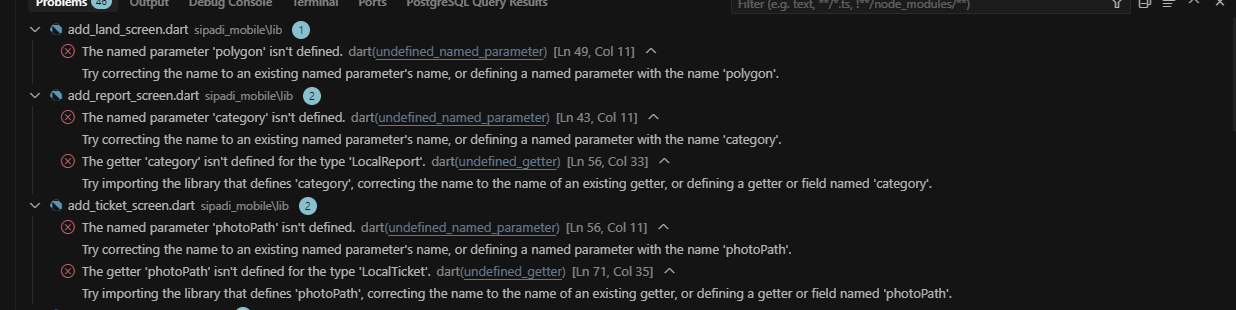 Problems 46 Output Debug Console Terminal Ports PostgreSQL Query Results Filter (e.g. text, **/*.ts, !**/node_modules/**)
add_land_screen.dart sipadi_mobile\lib 1
The named parameter 'polygon' isn't defined. dart(undefined_named_parameter) [Ln 49, Col 11]
Try correcting the name to an existing named parameter's name, or defining a named parameter with the name 'polygon'.
add_report_screen.dart sipadi_mobile\lib 2
The named parameter 'category' isn't defined. dart(undefined_named_parameter) [Ln 43, Col 11]
Try correcting the name to an existing named parameter's name, or defining a named parameter with the name 'category'.
The getter 'category' isn't defined for the type 'LocalReport'. dart(undefined_getter) [Ln 56, Col 33]
Try importing the library that defines 'category', correcting the name to the name of an existing getter, or defining a getter or field named 'category'.
add_ticket_screen.dart sipadi_mobile\lib 2
The named parameter 'photoPath' isn't defined. dart(undefined_named_parameter) [Ln 56, Col 11]
Try correcting the name to an existing named parameter's name, or defining a named parameter with the name 'photoPath'.
The getter 'photoPath' isn't defined for the type 'LocalTicket'. dart(undefined_getter) [Ln 71, Col 35]
Try importing the library that defines 'photoPath', correcting the name to the name of an existing getter, or defining a getter or field named 'photoPath'.